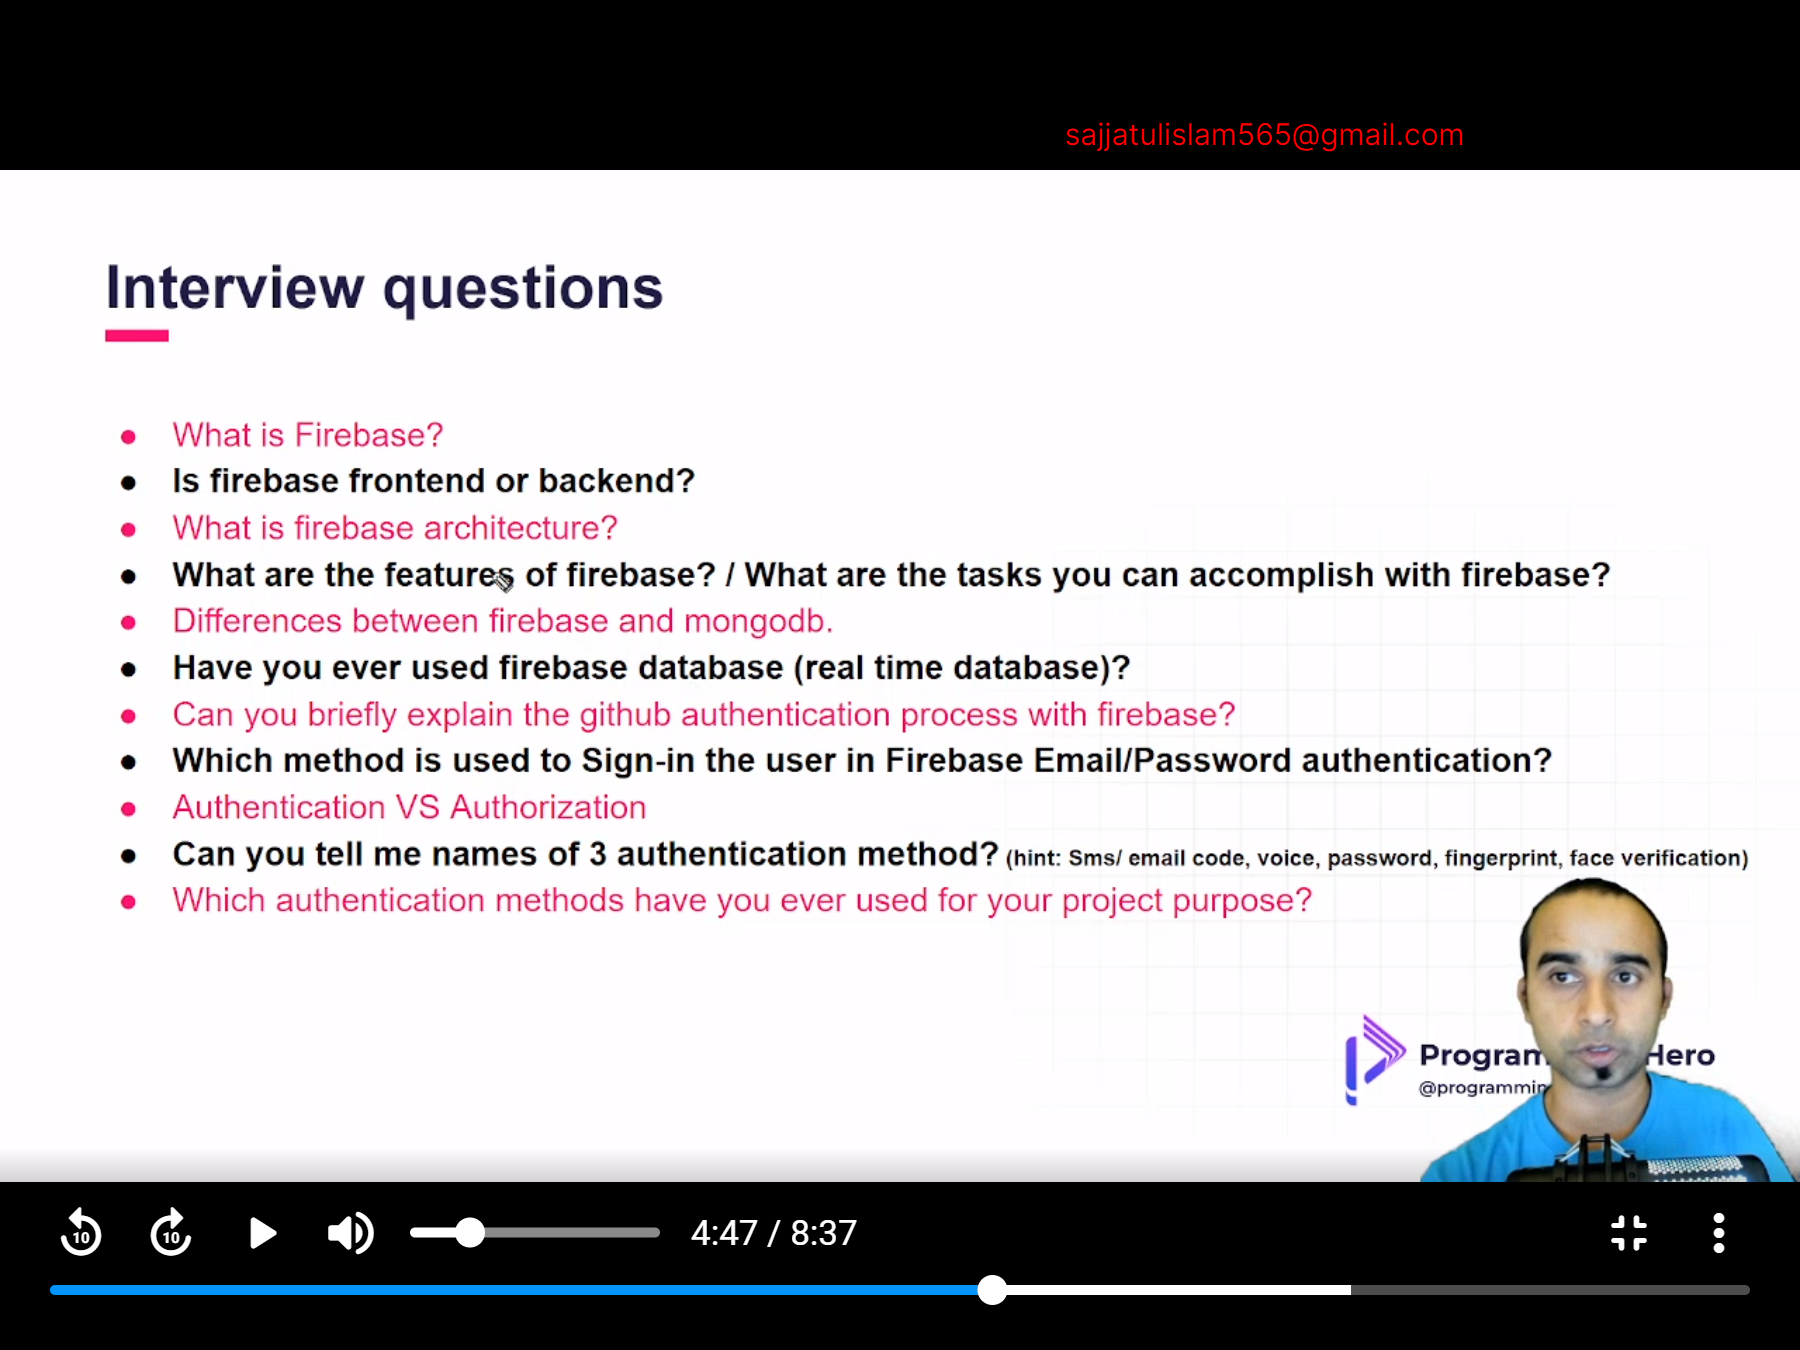 sajjatulislam565@gmail.com
Interview questions
● What is Firebase?
● Is firebase frontend or backend?
● What is firebase architecture?
● What are the features of firebase? / What are the tasks you can accomplish with firebase?
● Differences between firebase and mongodb.
● Have you ever used firebase database (real time database)?
● Can you briefly explain the github authentication process with firebase?
● Which method is used to Sign-in the user in Firebase Email/Password authentication?
● Authentication VS Authorization
● Can you tell me names of 3 authentication method? (hint: Sms/ email code, voice, password, fingerprint, face verification)
● Which authentication methods have you ever used for your project purpose?
Hero
10 10 4:47 / 8:37